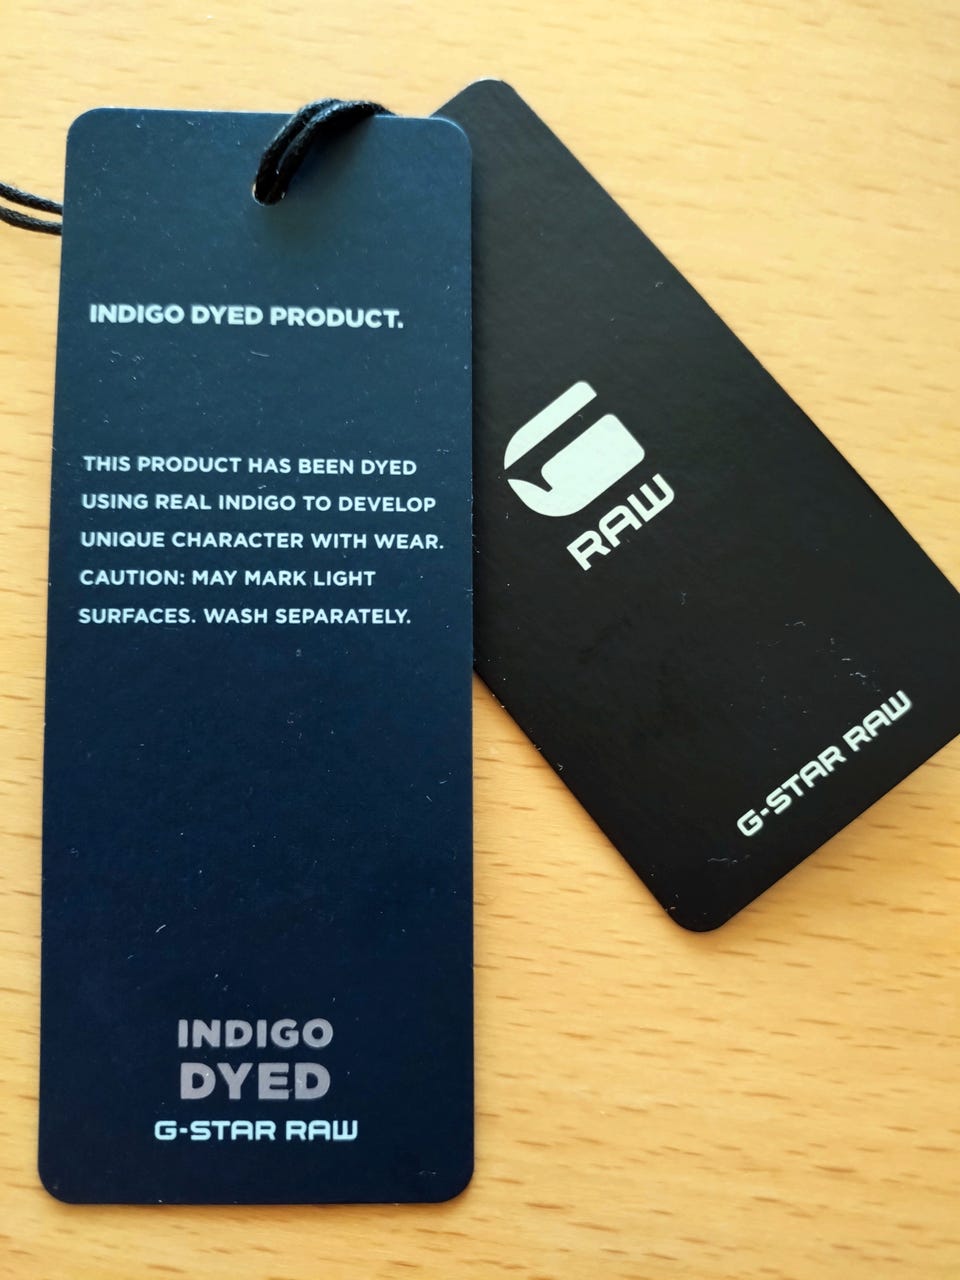 INDIGO DYED PRODUCT.
THIS PRODUCT HAS BEEN DYED
USING REAL INDIGO TO DEVELOP
UNIQUE CHARACTER WITH WEAR.
CAUTION: MAY MARK LIGHT
SURFACES. WASH SEPARATELY.
INDIGO
DYED
G-STAR RAW
G
RAW
G-STAR RAW